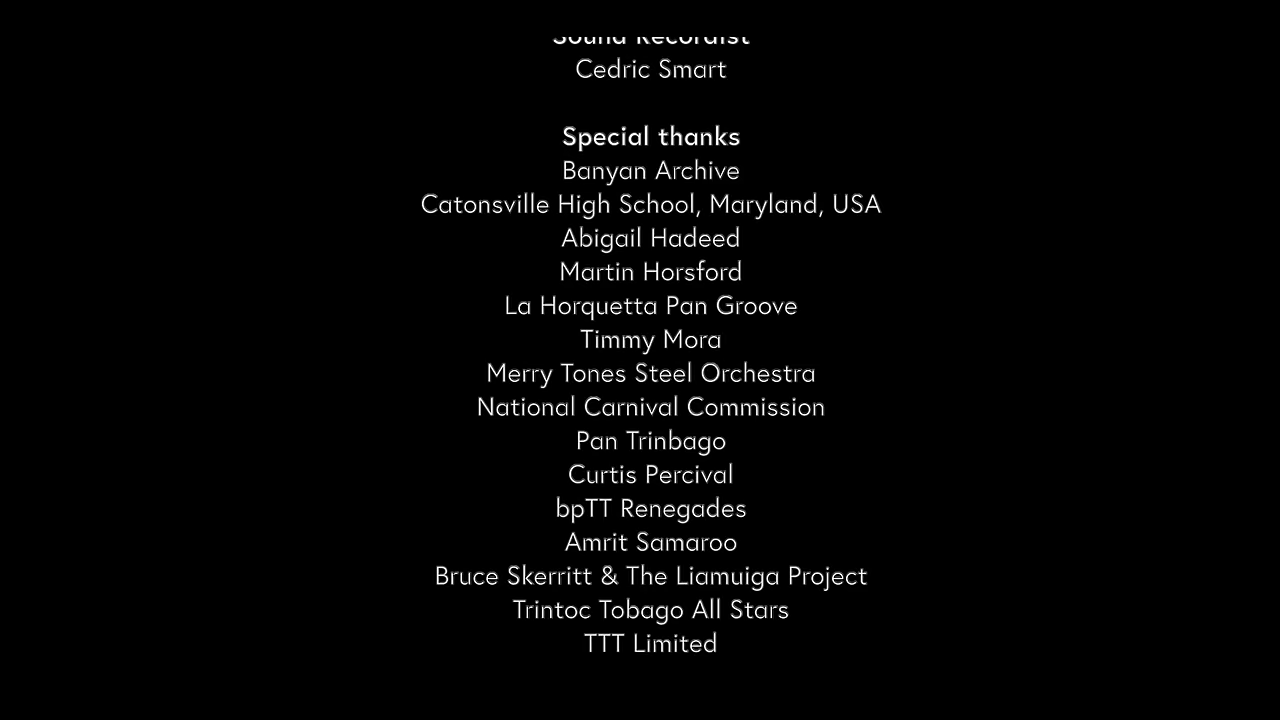 Sound Recordist
Cedric Smart
Special thanks
Banyan Archive
Catonsville High School, Maryland, USA
Abigail Hadeed
Martin Horsford
La Horquetta Pan Groove
Timmy Mora
Merry Tones Steel Orchestra
National Carnival Commission
Pan Trinbago
Curtis Percival
bpTT Renegades
Amrit Samaroo
Bruce Skerritt & The Liamuiga Project
Trintoc Tobago All Stars
TTT Limited